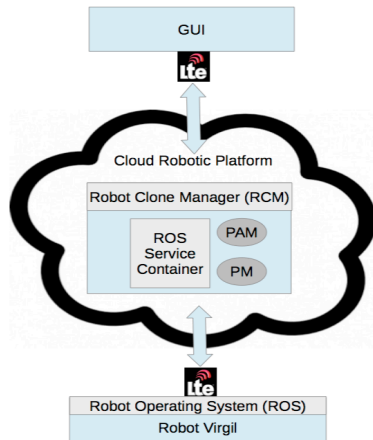 GUI
Lte
Cloud Robotic Platform
Robot Clone Manager (RCM)
ROS
Service
Container
PAM
PM
Lte
Robot Operating System (ROS)
Robot Virgil